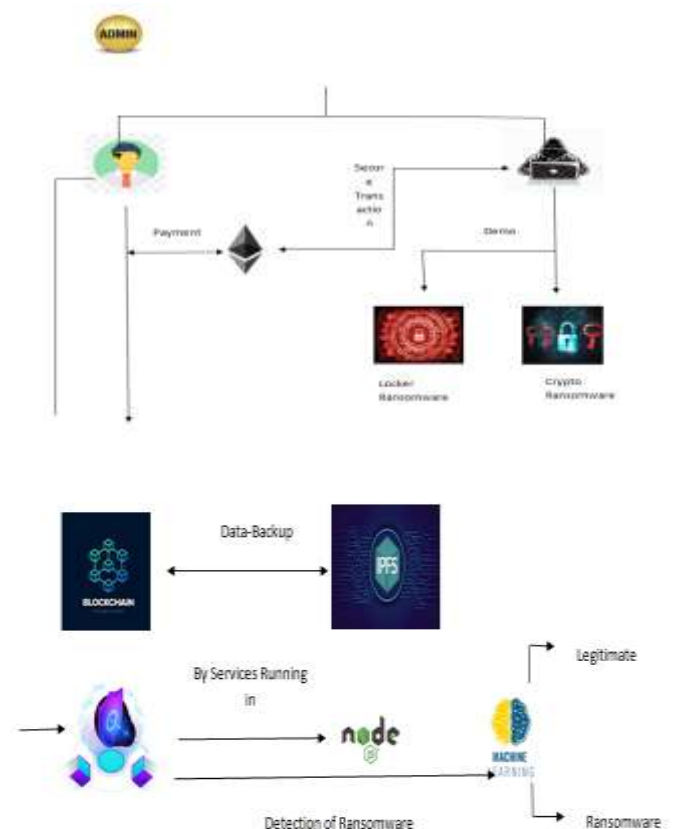 ADMIN
Secur
e
Trans
actio
n
Payment
Demo
Locker
Ransomware
Crypto
Ransomware
BLOCKCHAIN
Data-Backup
IPFS
Legitimate
By Services Running
in
node
JS
MACHINE
LEARNING
Detection of Ransomware
Ransomware